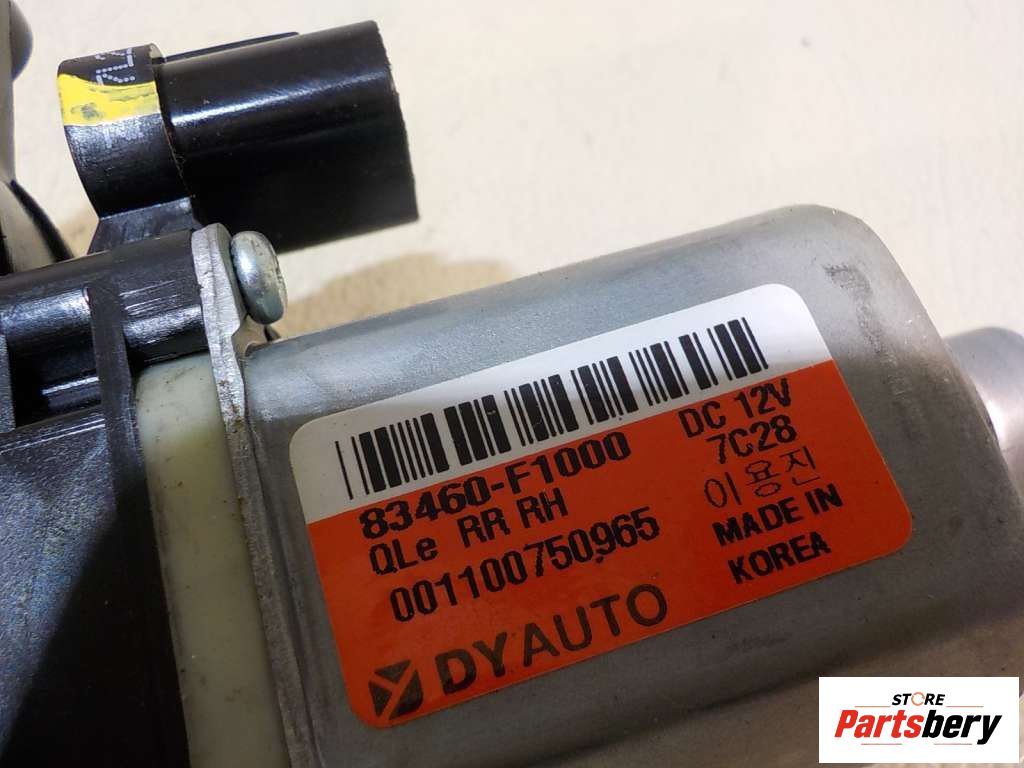 83460-F1000
DC 12V
QLe RR RH
7C28
001100750965
이용진
MADE IN
KOREA
DYAUTO
STORE
Partsbery